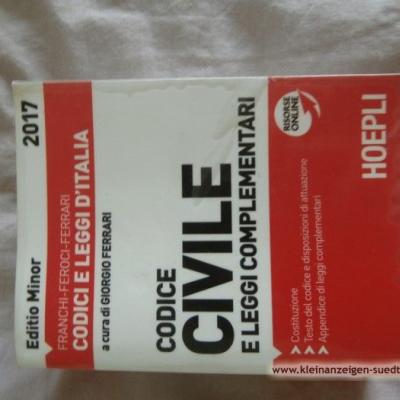 Editio Minor 2017
FRANCHI-FEROCI-FERRARI
CODICI E LEGGI D'ITALIA
a cura di GIORGIO FERRARI
CODICE
CIVILE
E LEGGI COMPLEMENTARI
RISORSE
ONLINE
> Costituzione
> Testo del codice e disposizioni di attuazione
> Appendice di leggi complementari
HOEPLI
www.kleinanzeigen-suedt